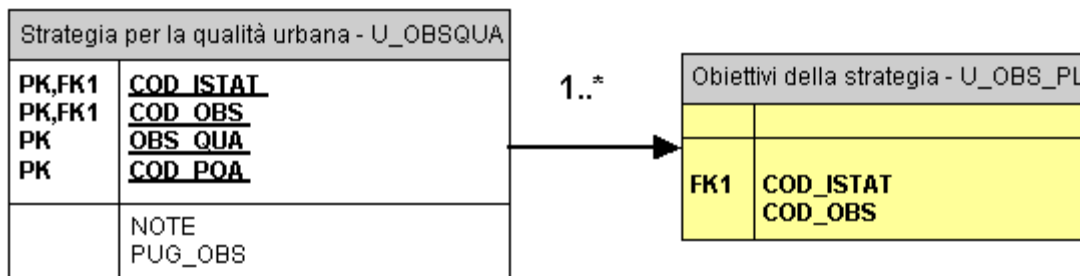 Strategia per la qualità urbana - U_OBSQUA
PK,FK1 COD_ISTAT
PK,FK1 COD_OBS
PK OBS_QUA
PK COD_POA
NOTE
PUG_OBS
1..*
Obiettivi della strategia - U_OBS_PL
FK1 COD_ISTAT
COD_OBS